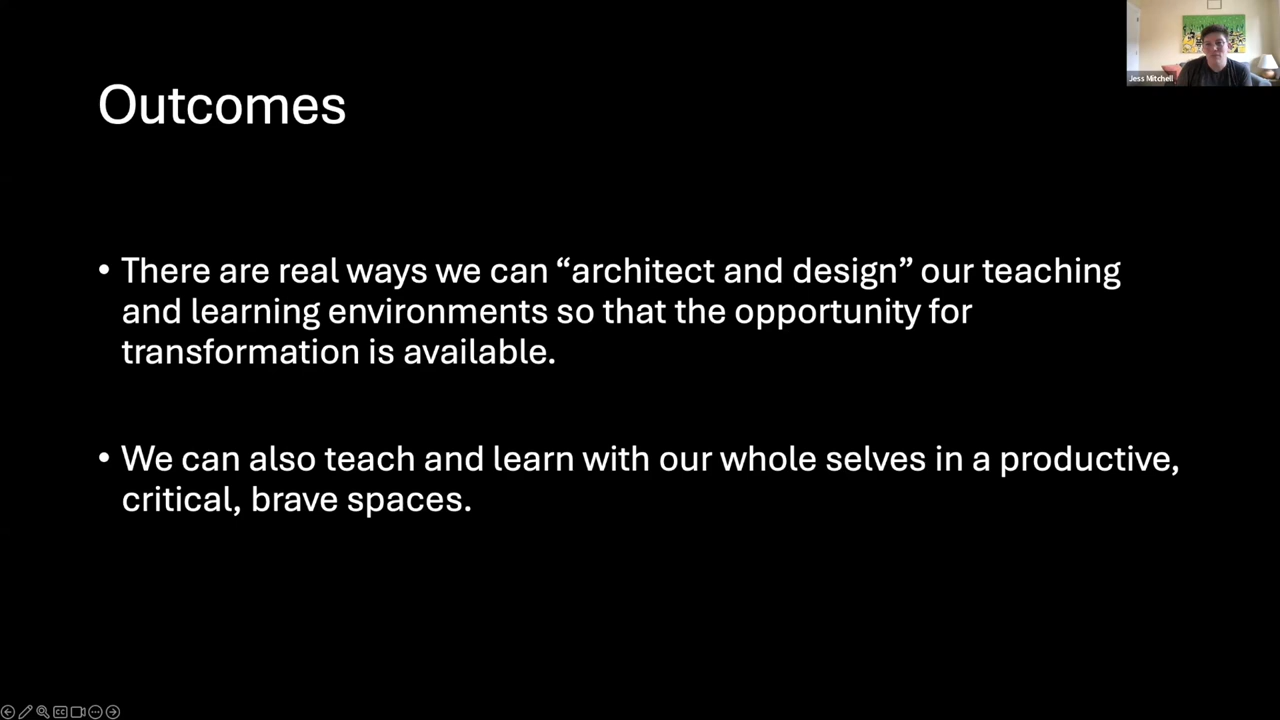 Jess Mitchell
Outcomes
• There are real ways we can “architect and design” our teaching
and learning environments so that the opportunity for
transformation is available.
• We can also teach and learn with our whole selves in a productive,
critical, brave spaces.
CC